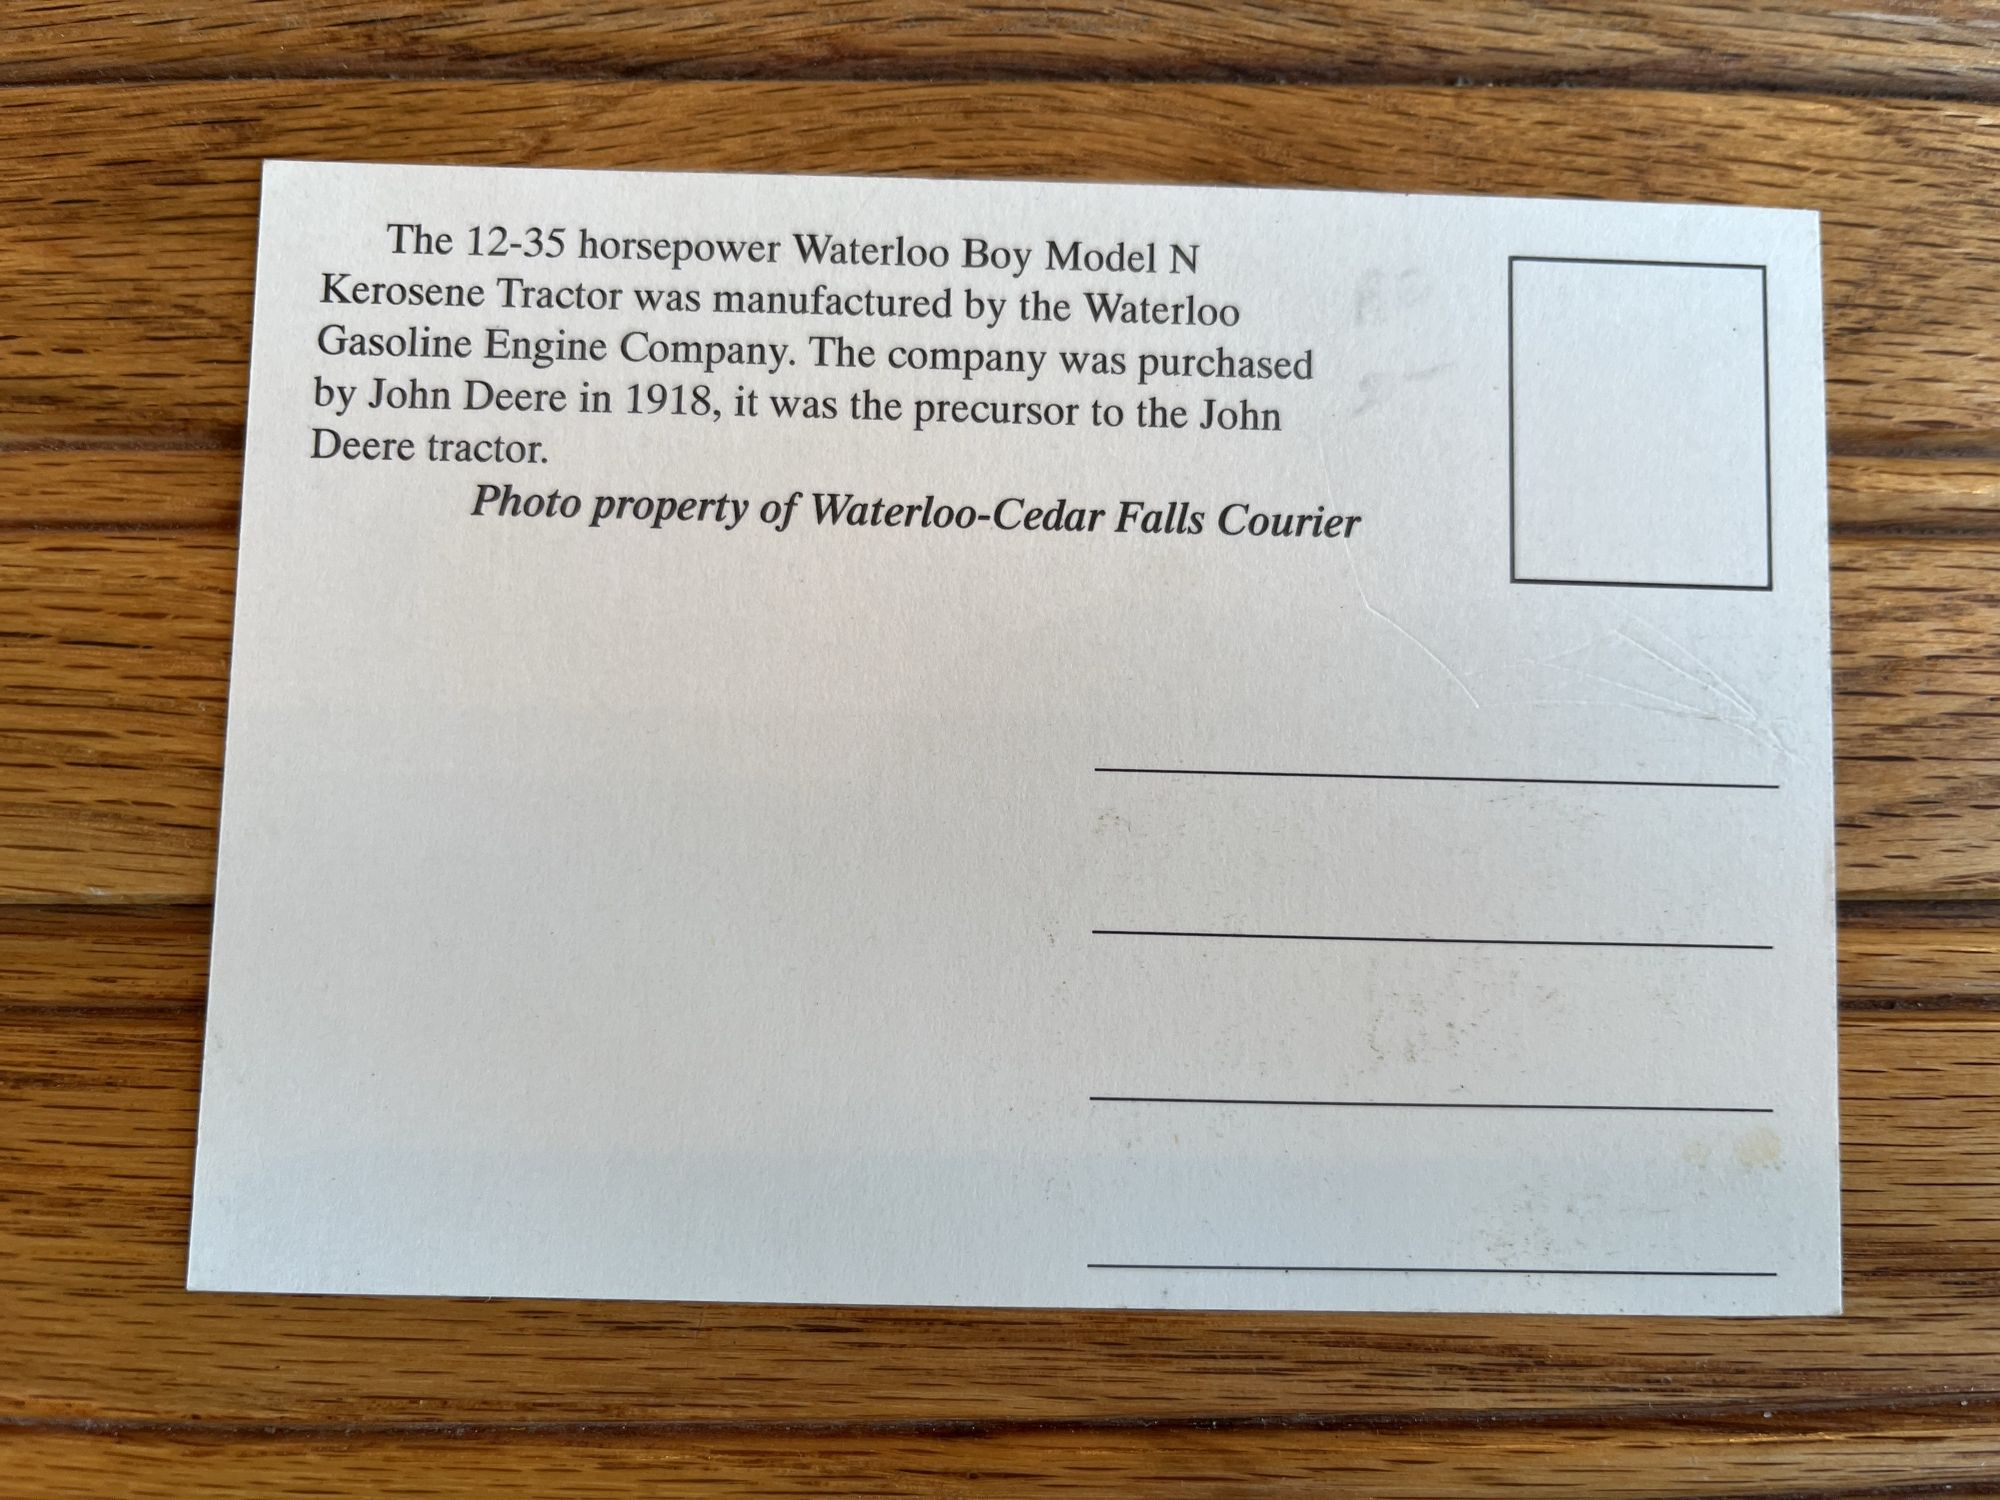 The 12-35 horsepower Waterloo Boy Model N
Kerosene Tractor was manufactured by the Waterloo
Gasoline Engine Company. The company was purchased
by John Deere in 1918, it was the precursor to the John
Deere tractor.
Photo property of Waterloo-Cedar Falls Courier